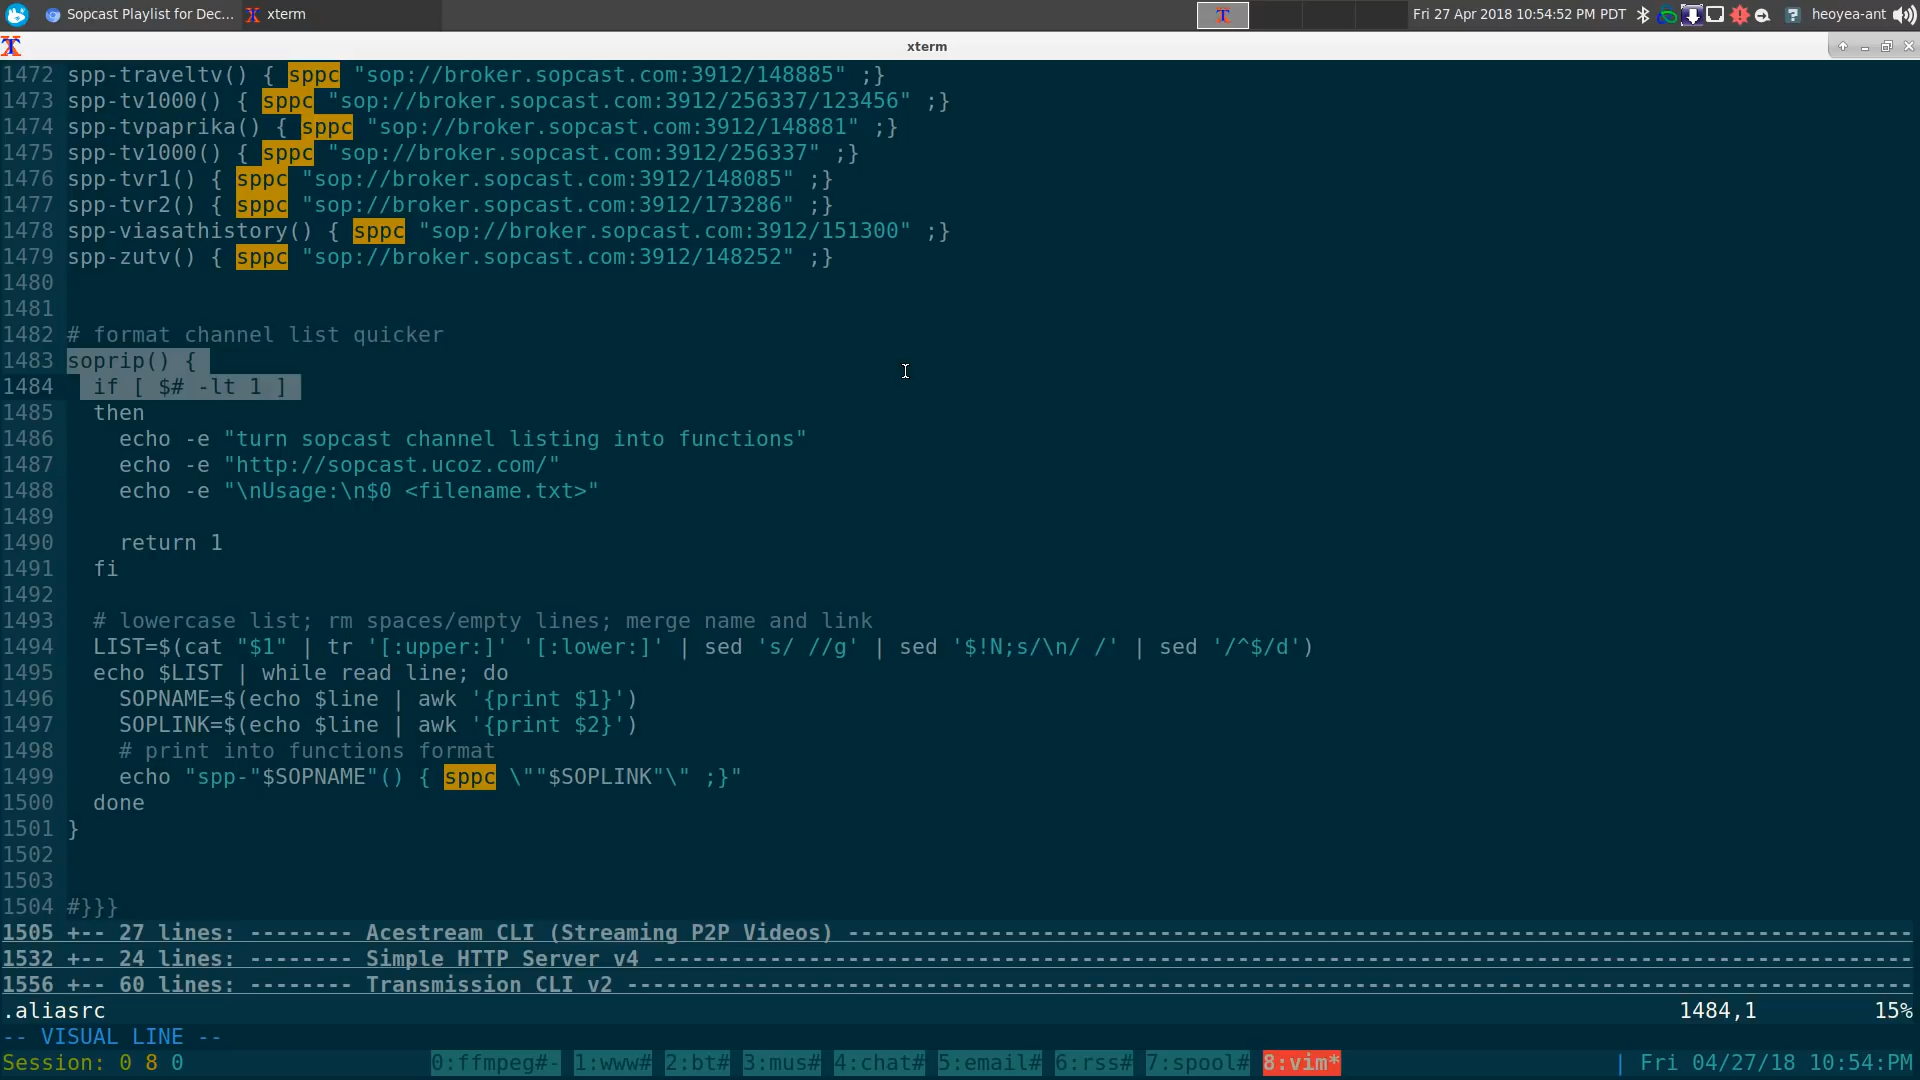 Sopcast Playlist for Dec... xterm Fri 27 Apr 2018 10:54:52 PM PDT heoyea-ant
xterm
1472 spp-traveltv() { sppc "sop://broker.sopcast.com:3912/148885" ;}
1473 spp-tv1000() { sppc "sop://broker.sopcast.com:3912/256337/123456" ;}
1474 spp-tvpaprika() { sppc "sop://broker.sopcast.com:3912/148881" ;}
1475 spp-tv1000() { sppc "sop://broker.sopcast.com:3912/256337" ;}
1476 spp-tvr1() { sppc "sop://broker.sopcast.com:3912/148085" ;}
1477 spp-tvr2() { sppc "sop://broker.sopcast.com:3912/173286" ;}
1478 spp-viasathistory() { sppc "sop://broker.sopcast.com:3912/151300" ;}
1479 spp-zutv() { sppc "sop://broker.sopcast.com:3912/148252" ;}
1480
1481
1482 # format channel list quicker
1483 soprip() {
1484   if [ $# -lt 1 ]
1485   then
1486     echo -e "turn sopcast channel listing into functions"
1487     echo -e "http://sopcast.ucoz.com/"
1488     echo -e "\nUsage:\n$0 <filename.txt>"
1489
1490     return 1
1491   fi
1492
1493   # lowercase list; rm spaces/empty lines; merge name and link
1494   LIST=$(cat "$1" | tr '[:upper:]' '[:lower:]' | sed 's/ //g' | sed '$!N;s/\n/ /' | sed '/^$/d')
1495   echo $LIST | while read line; do
1496     SOPNAME=$(echo $line | awk '{print $1}')
1497     SOPLINK=$(echo $line | awk '{print $2}')
1498     # print into functions format
1499     echo "spp-"$SOPNAME"() { sppc \""$SOPLINK"\" ;}"
1500   done
1501 }
1502
1503
1504 #}}}
1505 +-- 27 lines: -------- Acestream CLI (Streaming P2P Videos) ----------------------------------------------------------------------------------
1532 +-- 24 lines: -------- Simple HTTP Server v4 -------------------------------------------------------------------------------------------------
1556 +-- 60 lines: -------- Transmission CLI v2 ---------------------------------------------------------------------------------------------------
.aliasrc 1484,1 15%
-- VISUAL LINE --
Session: 0 8 0 0:ffmpeg#- 1:www# 2:bt# 3:mus# 4:chat# 5:email# 6:rss# 7:spool# 8:vim* | Fri 04/27/18 10:54:PM